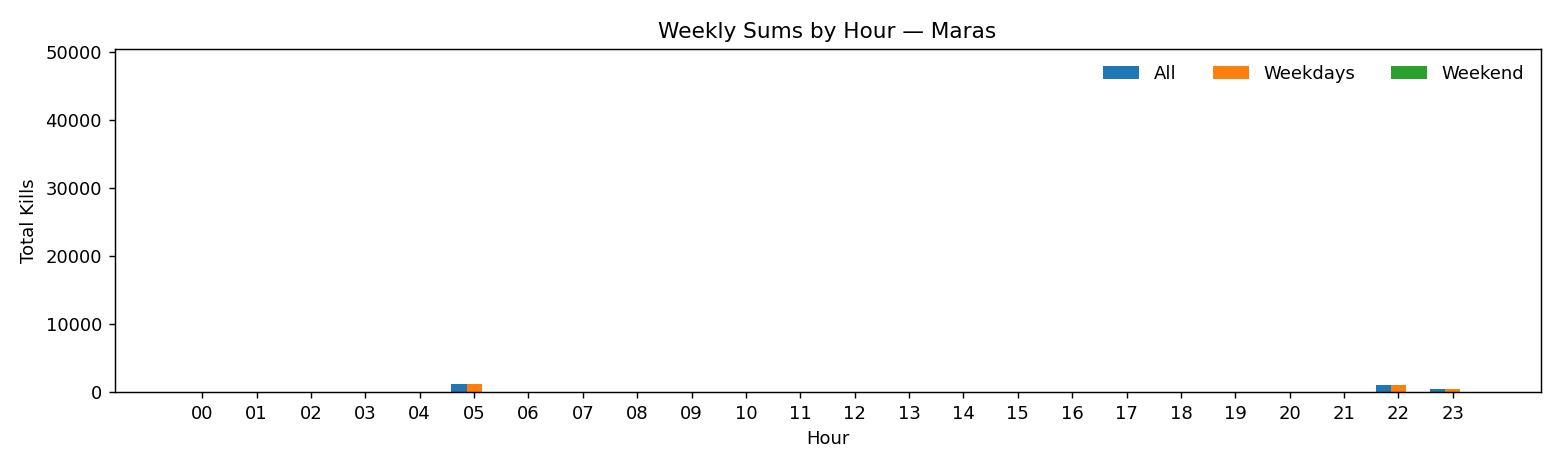 Weekly Sums by Hour — Maras
All Weekdays Weekend
50000
40000
30000
20000
10000
0
Total Kills
00 01 02 03 04 05 06 07 08 09 10 11 12 13 14 15 16 17 18 19 20 21 22 23
Hour